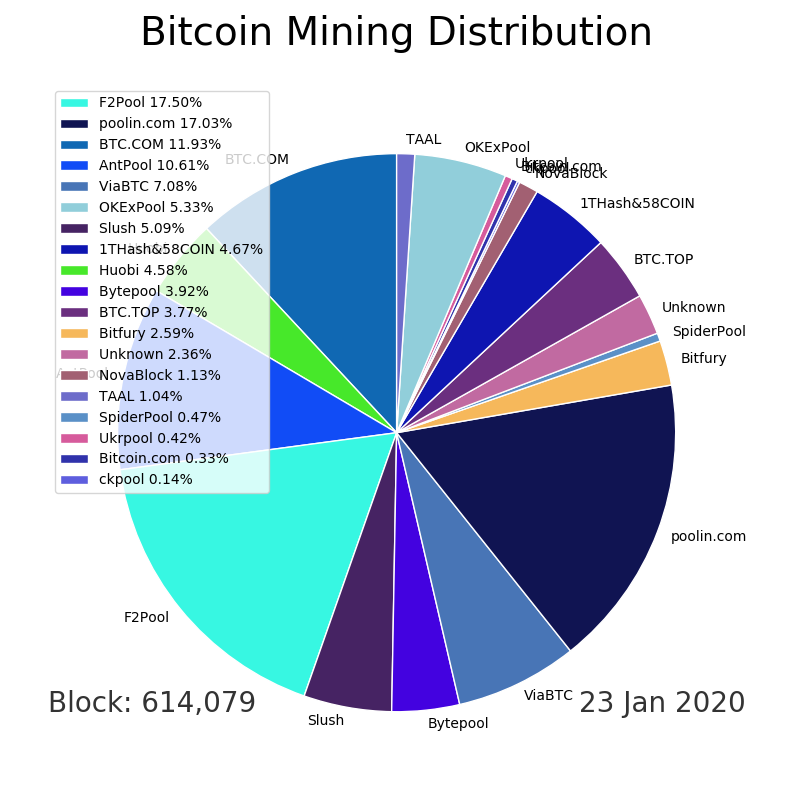 Bitcoin Mining Distribution
F2Pool 17.50%
poolin.com 17.03%
BTC.COM 11.93%
AntPool 10.61%
ViaBTC 7.08%
OKExPool 5.33%
Slush 5.09%
1THash&58COIN 4.67%
Huobi 4.58%
Bytepool 3.92%
BTC.TOP 3.77%
Bitfury 2.59%
Unknown 2.36%
NovaBlock 1.13%
TAAL 1.04%
SpiderPool 0.47%
Ukrpool 0.42%
Bitcoin.com 0.33%
ckpool 0.14%
TAAL
OKExPool
Ukrpool
Bitcoin.com
ckpool
NovaBlock
1THash&58COIN
BTC.TOP
Unknown
SpiderPool
Bitfury
poolin.com
ViaBTC
Bytepool
Slush
F2Pool
BTC.COM
Block: 614,079
23 Jan 2020